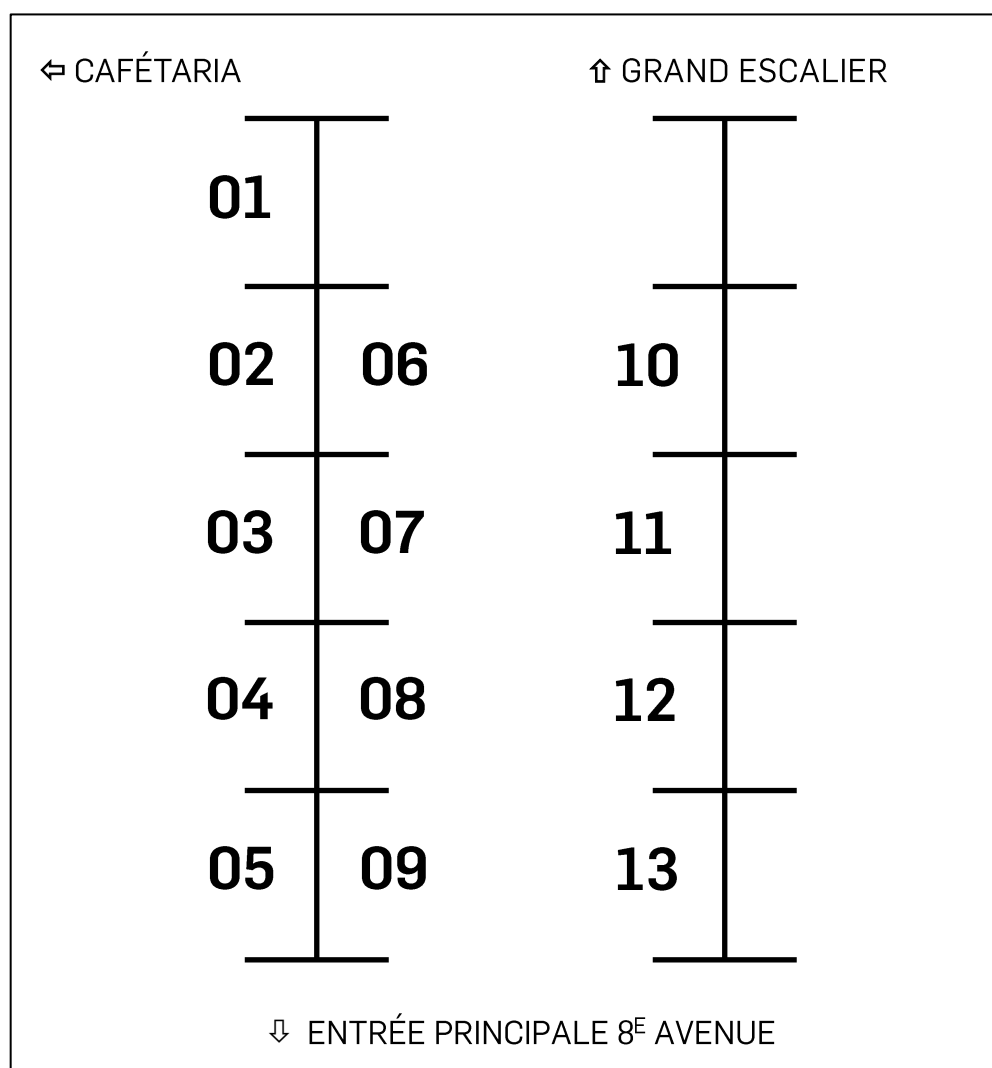 ⇦ CAFÉTARIA
⇧ GRAND ESCALIER
01
02 06 10
03 07 11
04 08 12
05 09 13
⇩ ENTRÉE PRINCIPALE 8E AVENUE